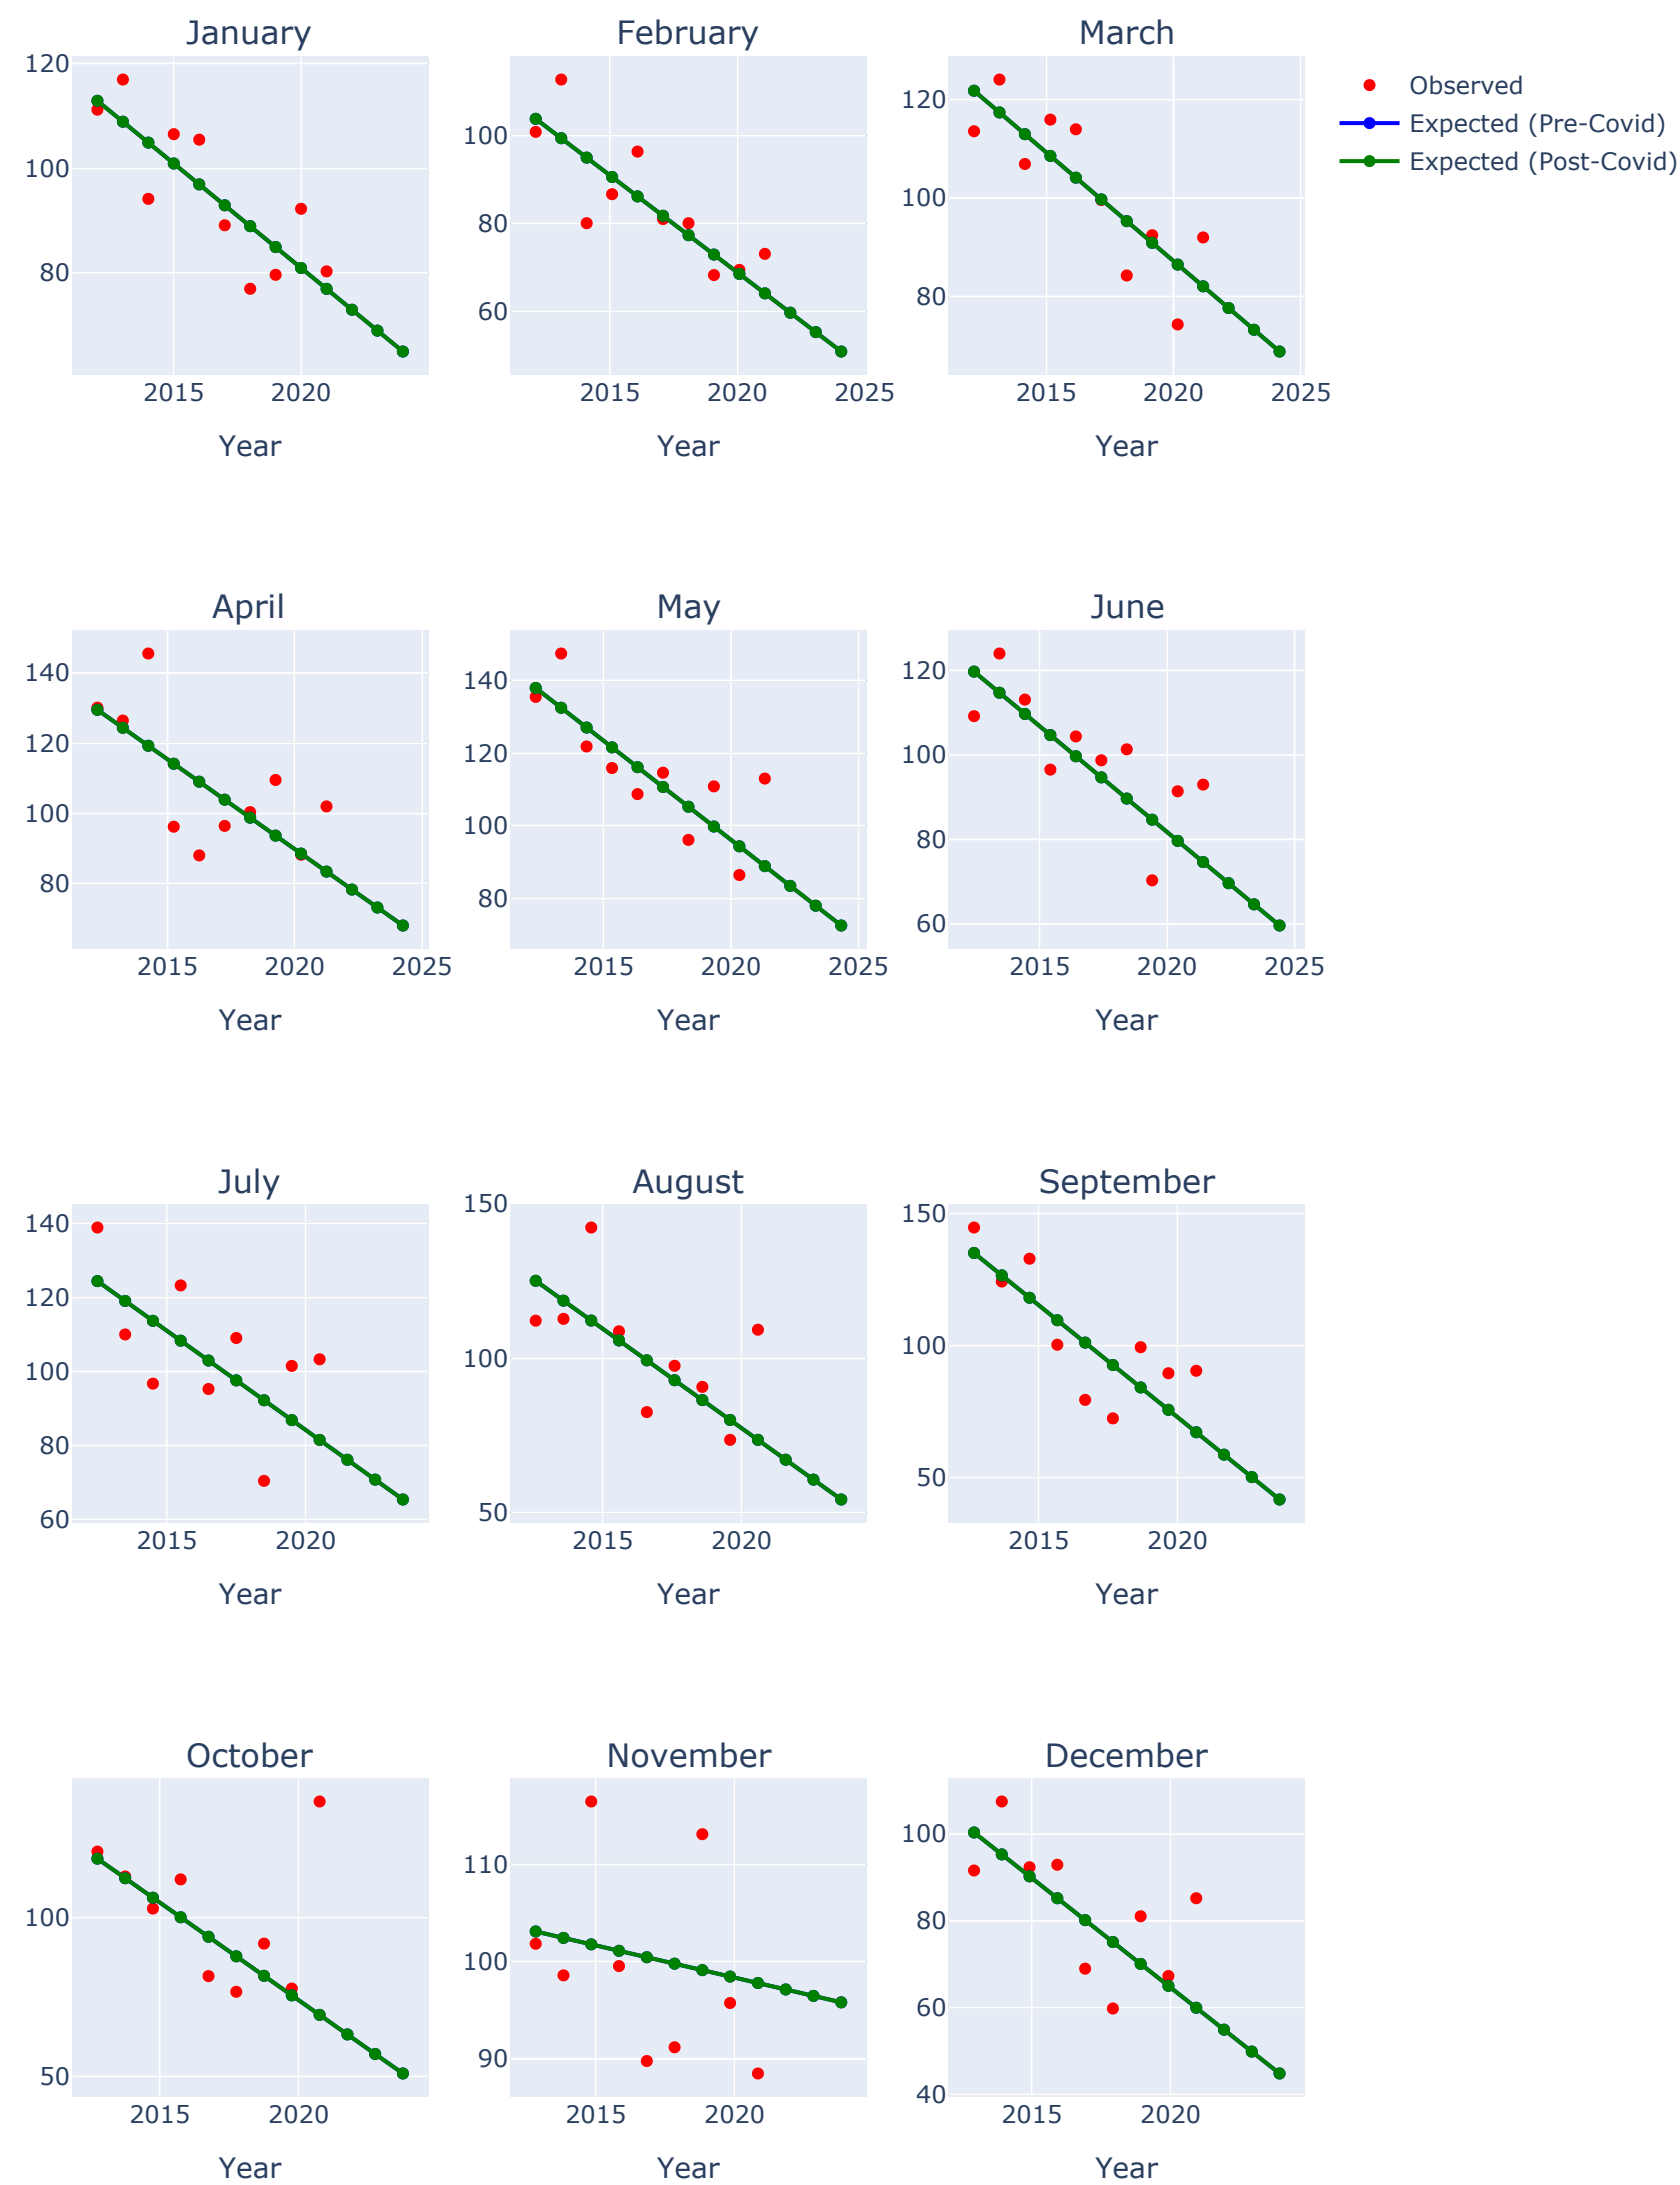 January
February
March
120
100
80
2015
2020
Year
100
80
60
2015
2020
2025
Year
120
100
80
2015
2020
2025
Year
Observed
Expected (Pre-Covid)
Expected (Post-Covid)
April
May
June
140
120
100
80
2015
2020
2025
Year
140
120
100
80
2015
2020
2025
Year
120
100
80
60
2015
2020
2025
Year
July
August
September
140
120
100
80
60
2015
2020
Year
150
100
50
2015
2020
Year
150
100
50
2015
2020
Year
October
November
December
100
50
2015
2020
Year
110
100
90
2015
2020
Year
100
80
60
40
2015
2020
Year